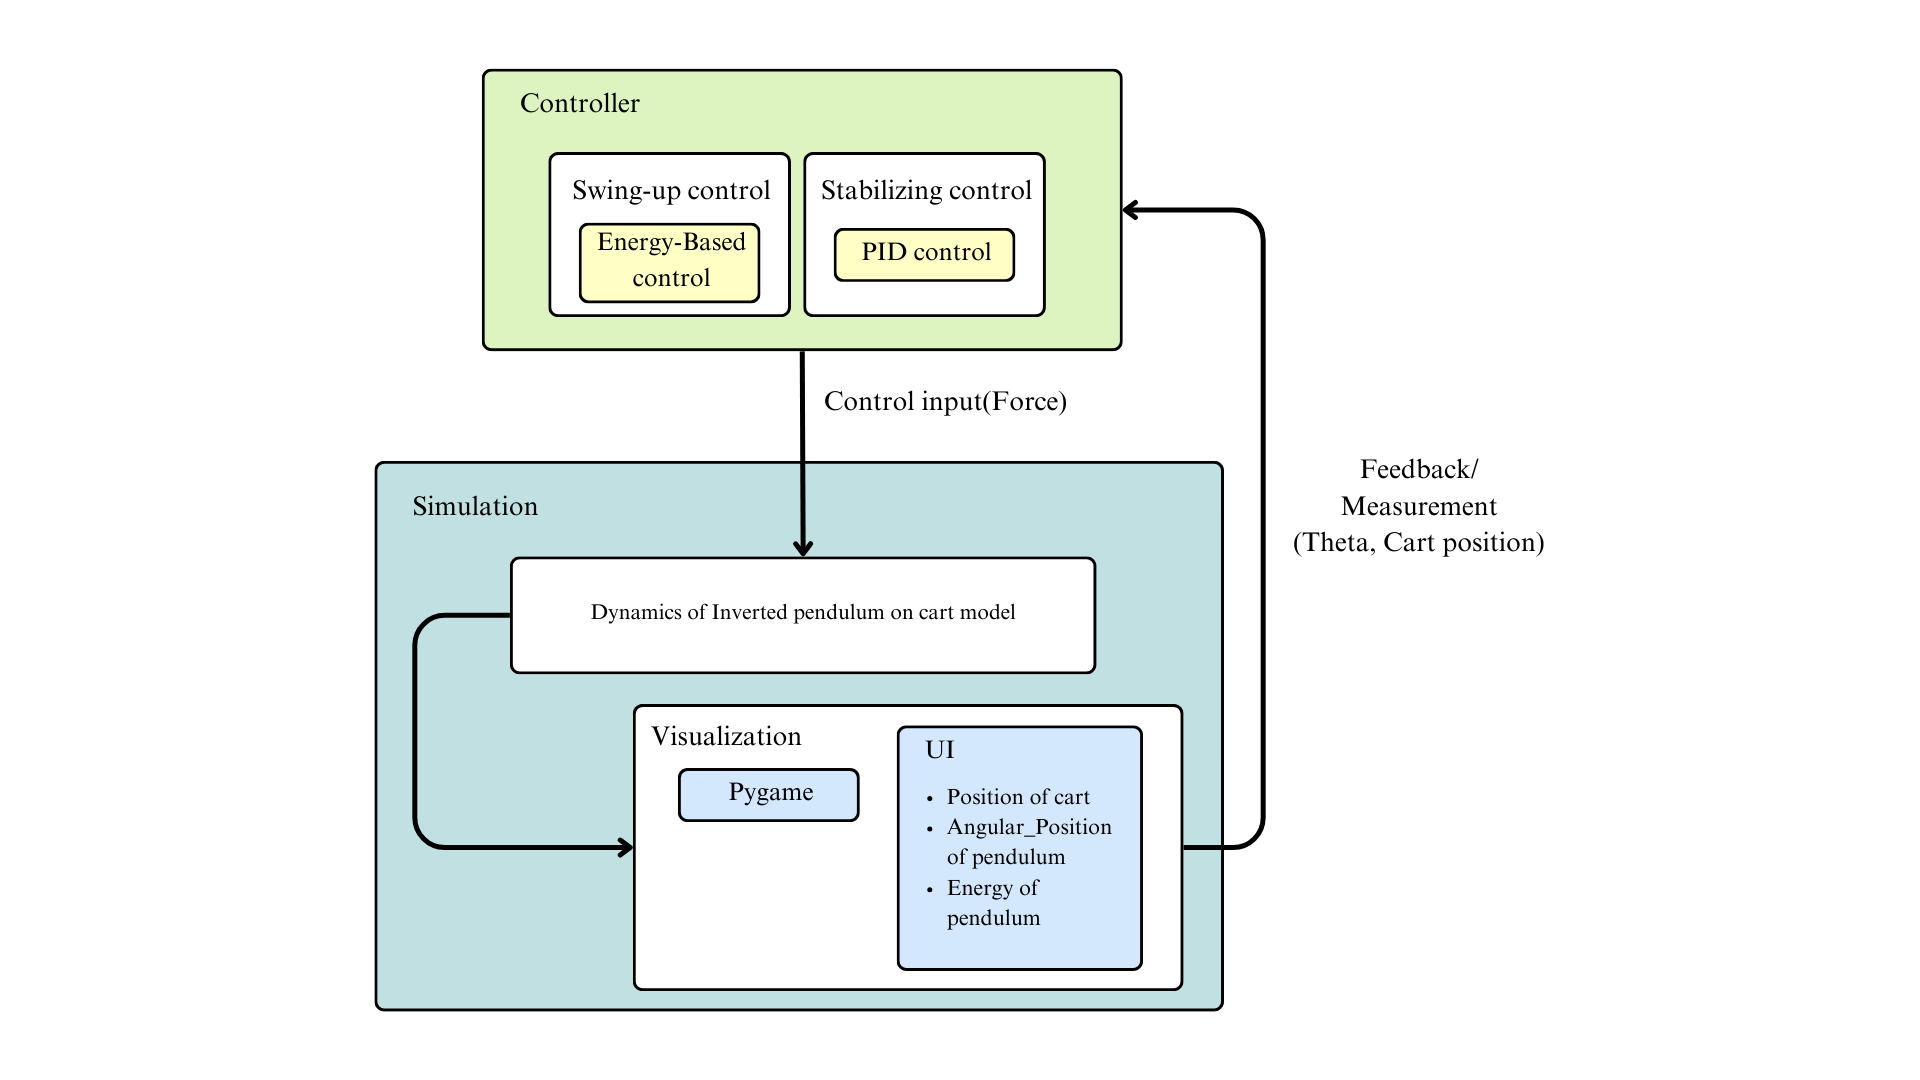 Controller
Swing-up control
Energy-Based
control
Stabilizing control
PID control
Control input(Force)
Feedback/
Measurement
(Theta, Cart position)
Simulation
Dynamics of Inverted pendulum on cart model
Visualization
Pygame
UI
• Position of cart
• Angular_Position
of pendulum
• Energy of
pendulum